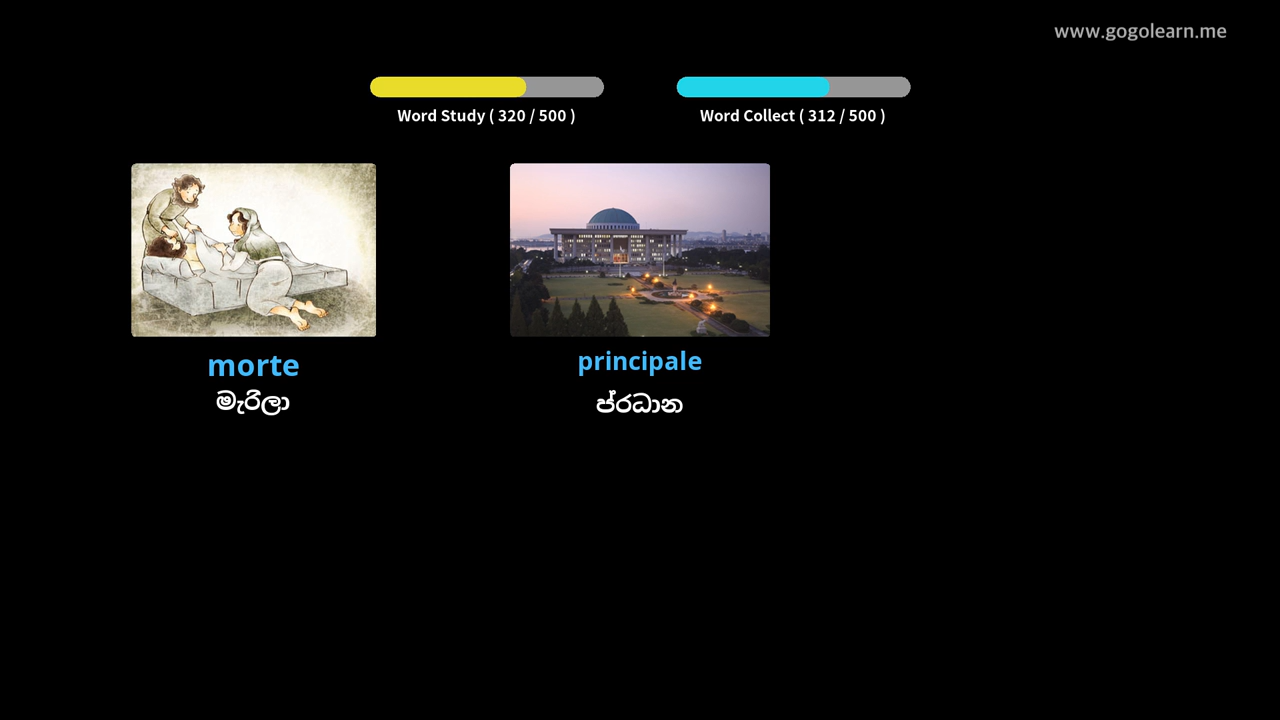 www.gogolearn.me
Word Study ( 320 / 500 )
Word Collect ( 312 / 500 )
morte
මැරිලා
principale
ප්රධාන